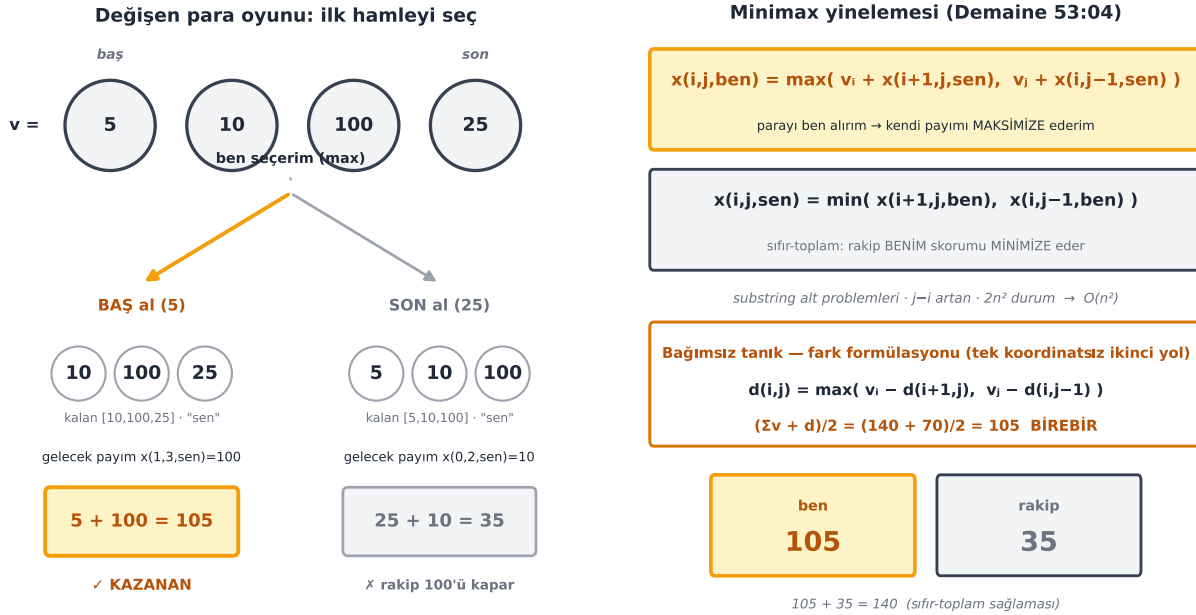 Değişen para oyunu: ilk hamleyi seç
baş
son
v =
5
10
100
25
ben seçerim (max)
BAŞ al (5)
SON al (25)
10
100
25
5
10
100
kalan [10,100,25] · "sen"
kalan [5,10,100] · "sen"
gelecek payım x(1,3,sen)=100
gelecek payım x(0,2,sen)=10
5 + 100 = 105
25 + 10 = 35
✓ KAZANAN
✗ rakip 100'ü kapar
Minimax yinelemesi (Demaine 53:04)
x(i,j,ben) = max( vᵢ + x(i+1,j,sen),  vⱼ + x(i,j−1,sen) )
parayı ben alırım → kendi payımı MAKSİMİZE ederim
x(i,j,sen) = min( x(i+1,j,ben),  x(i,j−1,ben) )
sıfır-toplam: rakip BENİM skorumu MİNİMİZE eder
substring alt problemleri · j−i artan · 2n² durum → O(n²)
Bağımsız tanık — fark formülasyonu (tek koordinatsız ikinci yol)
d(i,j) = max( vᵢ − d(i+1,j),  vⱼ − d(i,j−1) )
(Σv + d)/2 = (140 + 70)/2 = 105  BİREBİR
ben
105
rakip
35
105 + 35 = 140  (sıfır-toplam sağlaması)